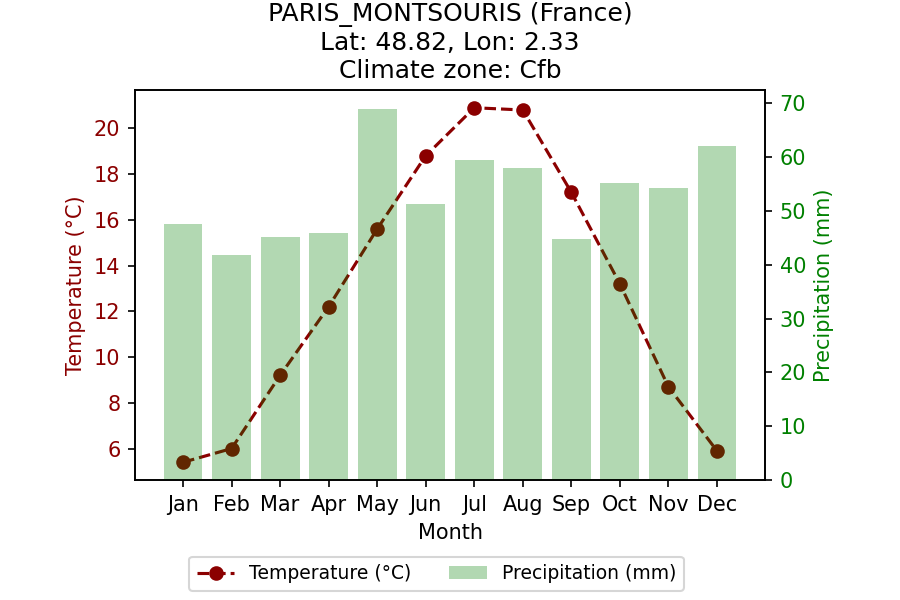 PARIS_MONTSOURIS (France)
Lat: 48.82, Lon: 2.33
Climate zone: Cfb
Temperature (°C)
20
18
16
14
12
10
8
6
70
60
50
40
30
20
10
0
Precipitation (mm)
Jan Feb Mar Apr May Jun Jul Aug Sep Oct Nov Dec
Month
Temperature (°C) Precipitation (mm)